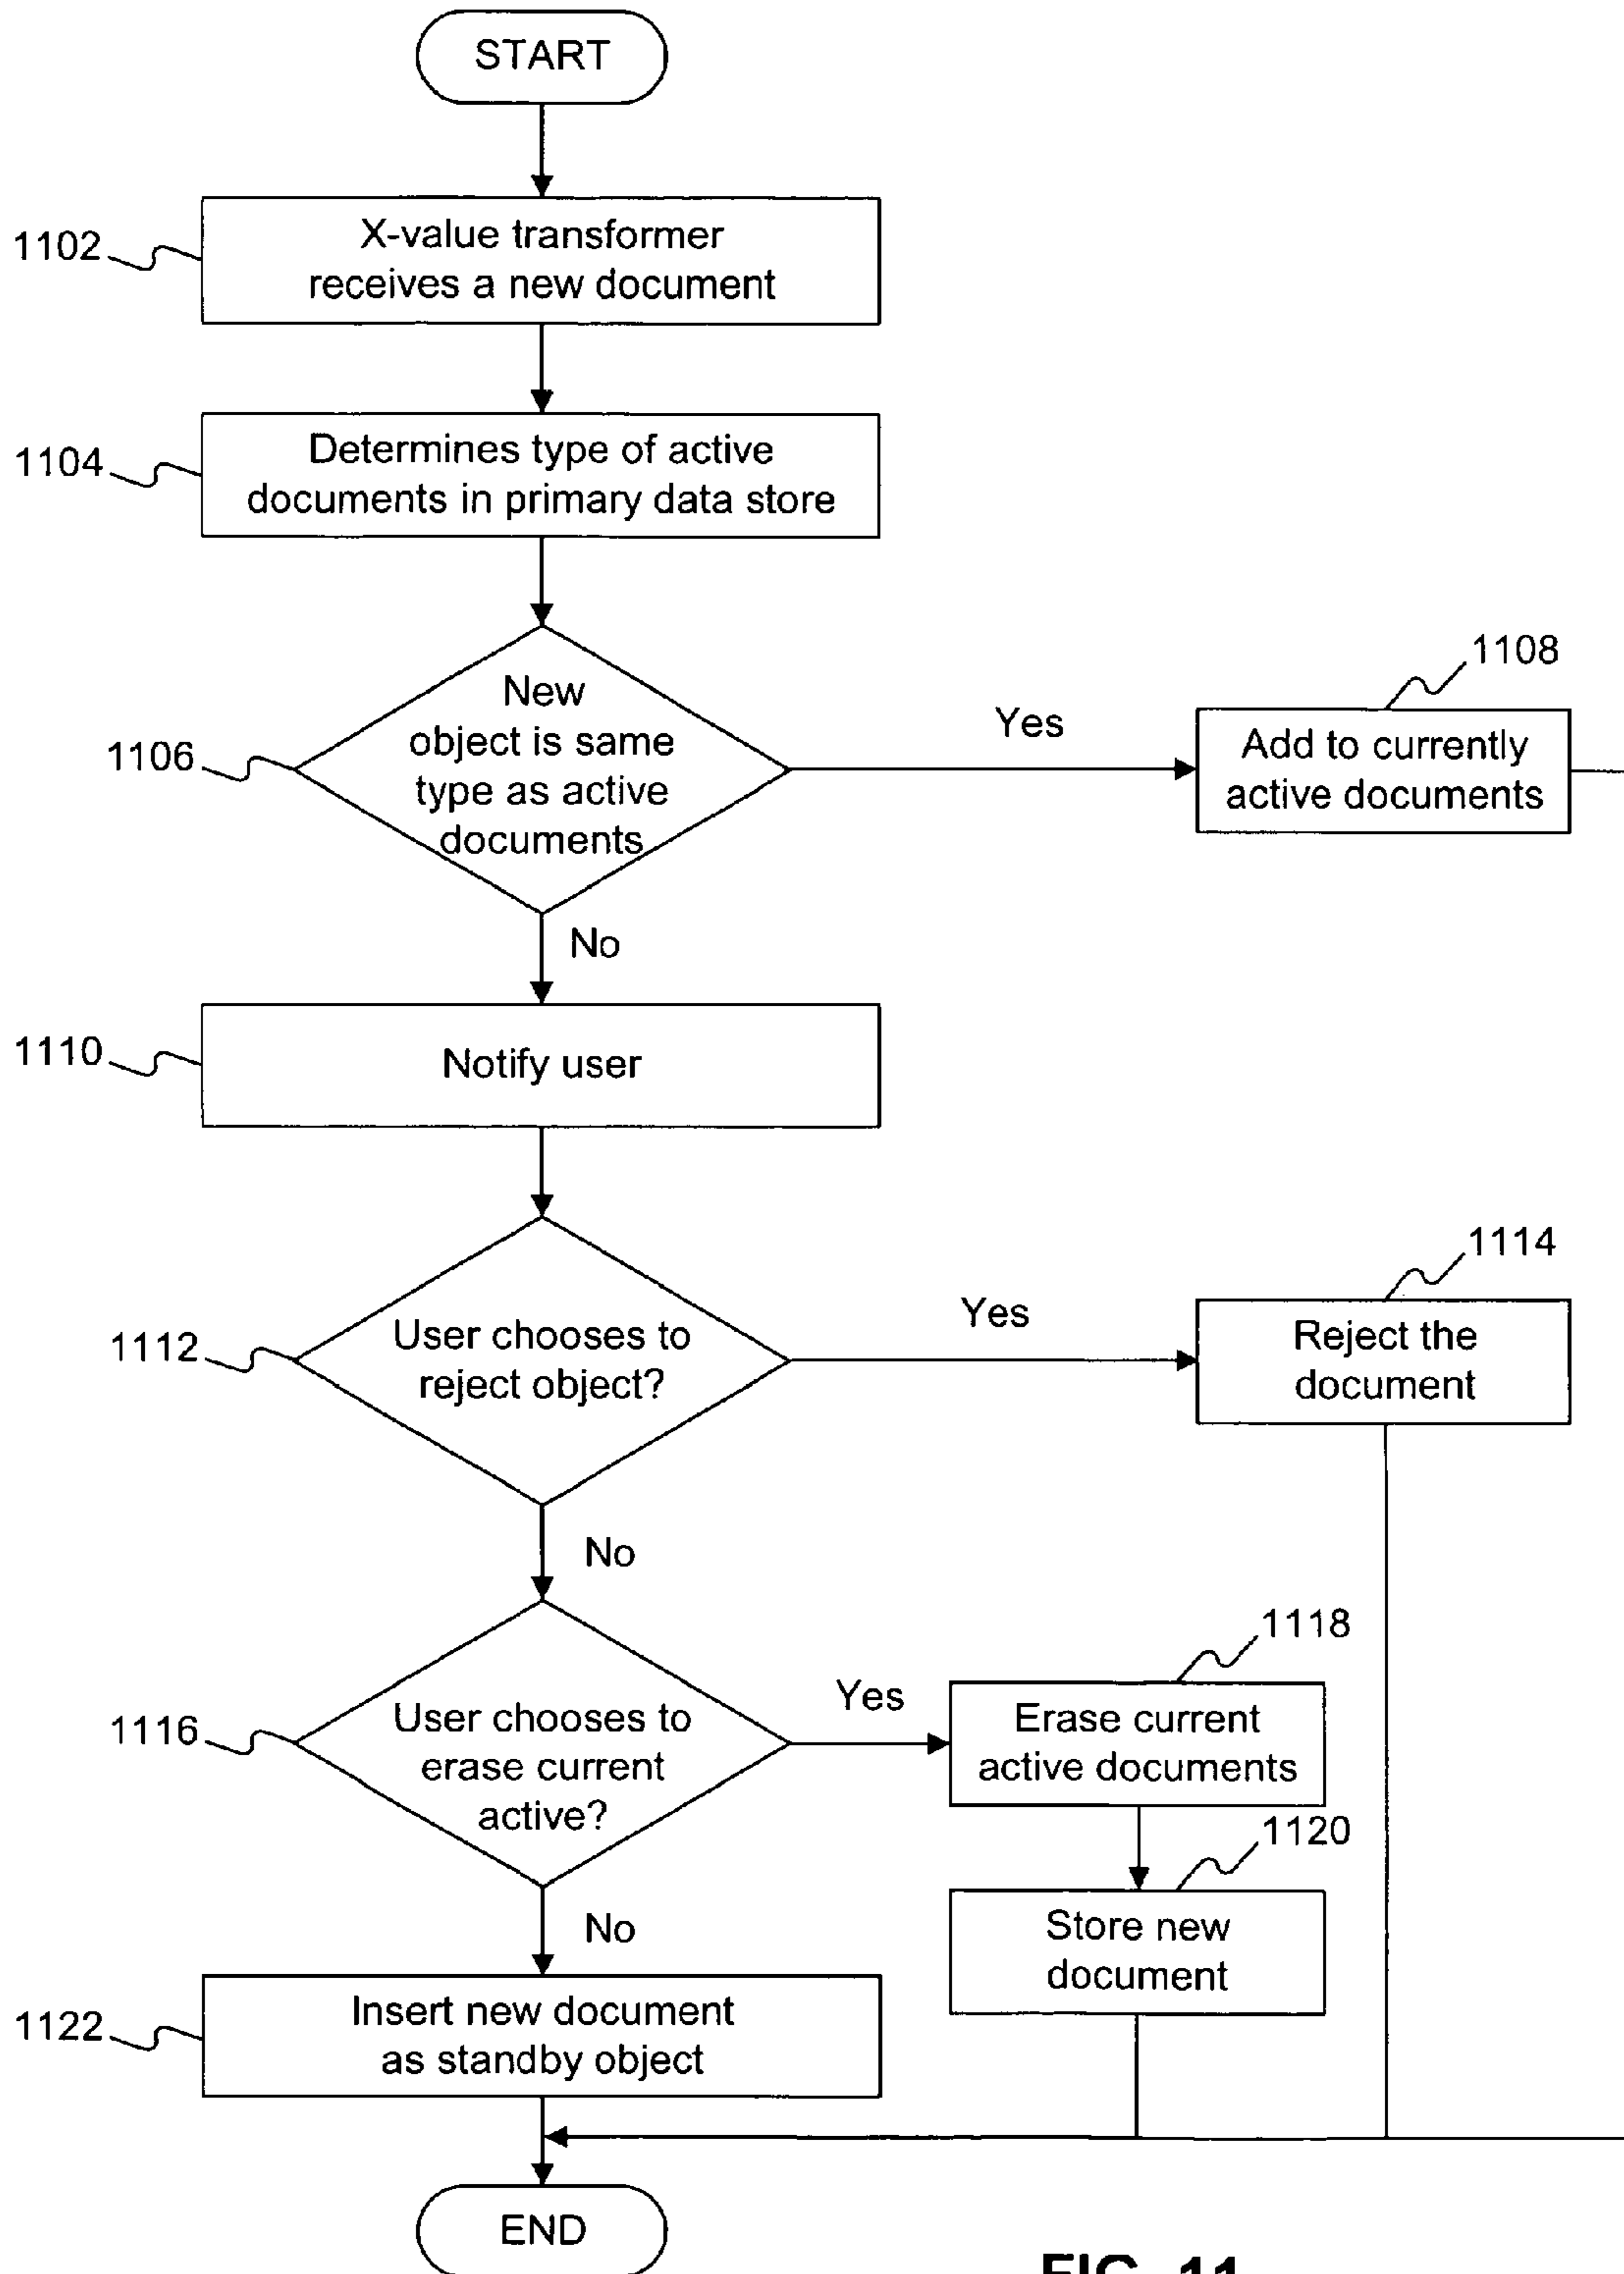 START
1102
X-value transformer
receives a new document
1104
Determines type of active
documents in primary data store
1106
New
object is same
type as active
documents
Yes
1108
Add to currently
active documents
No
1110
Notify user
1112
User chooses to
reject object?
Yes
1114
Reject the
document
No
1116
User chooses to
erase current
active?
Yes
1118
Erase current
active documents
1120
Store new
document
No
1122
Insert new document
as standby object
END
FIG. 11